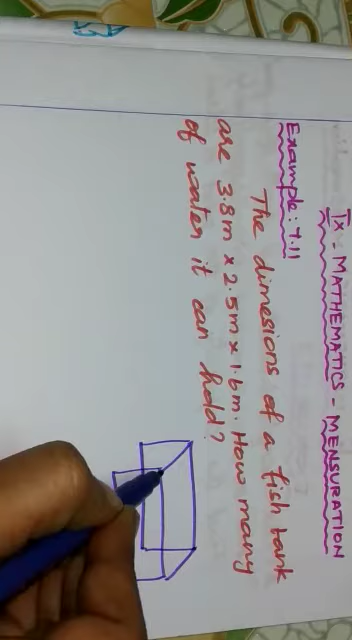 IX - MATHEMATICS - MENSURATION
Example: 7.11
The dimesions of a fish tank
are 3.8m x 2.5m x 1.6m. How many
of water it can hold?